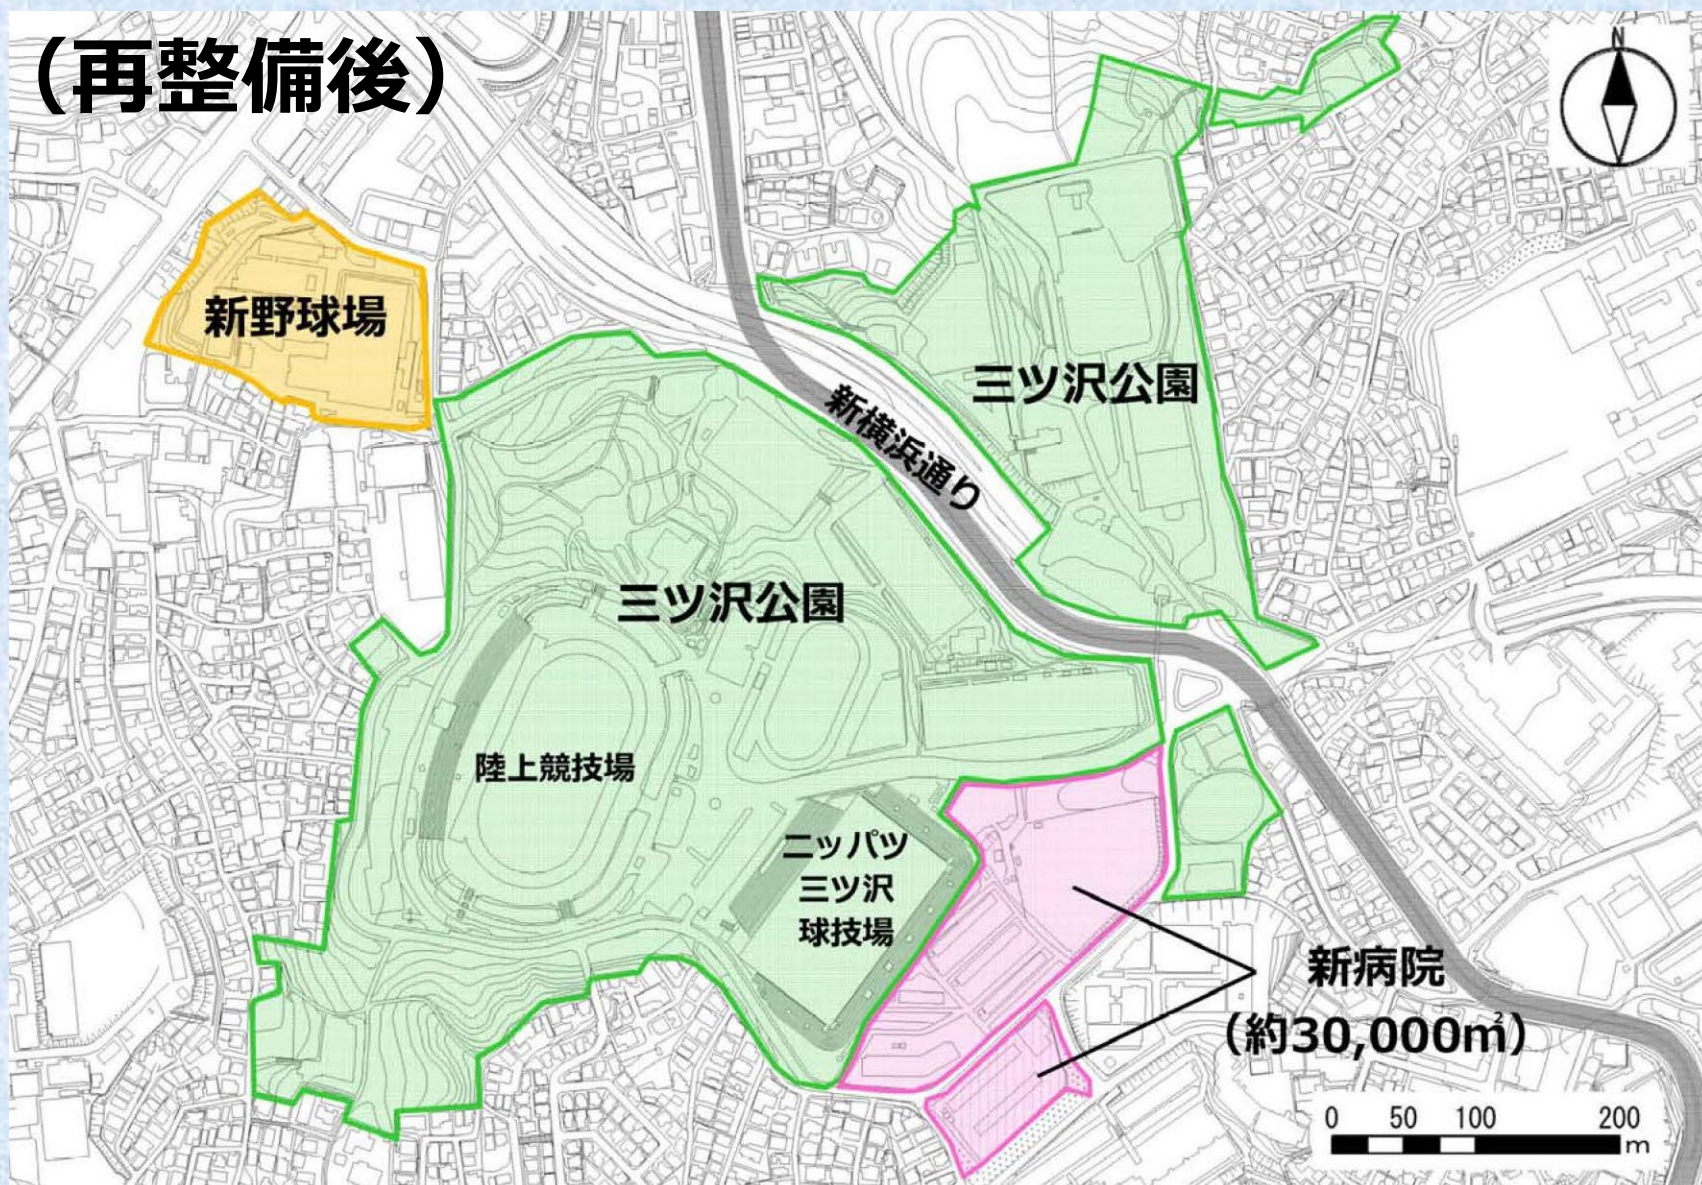 （再整備後）
N
新野球場
三ツ沢公園
新横浜通り
三ツ沢公園
陸上競技場
ニッパツ
三ツ沢
球技場
新病院
（約30,000㎡）
0 50 100 200
m